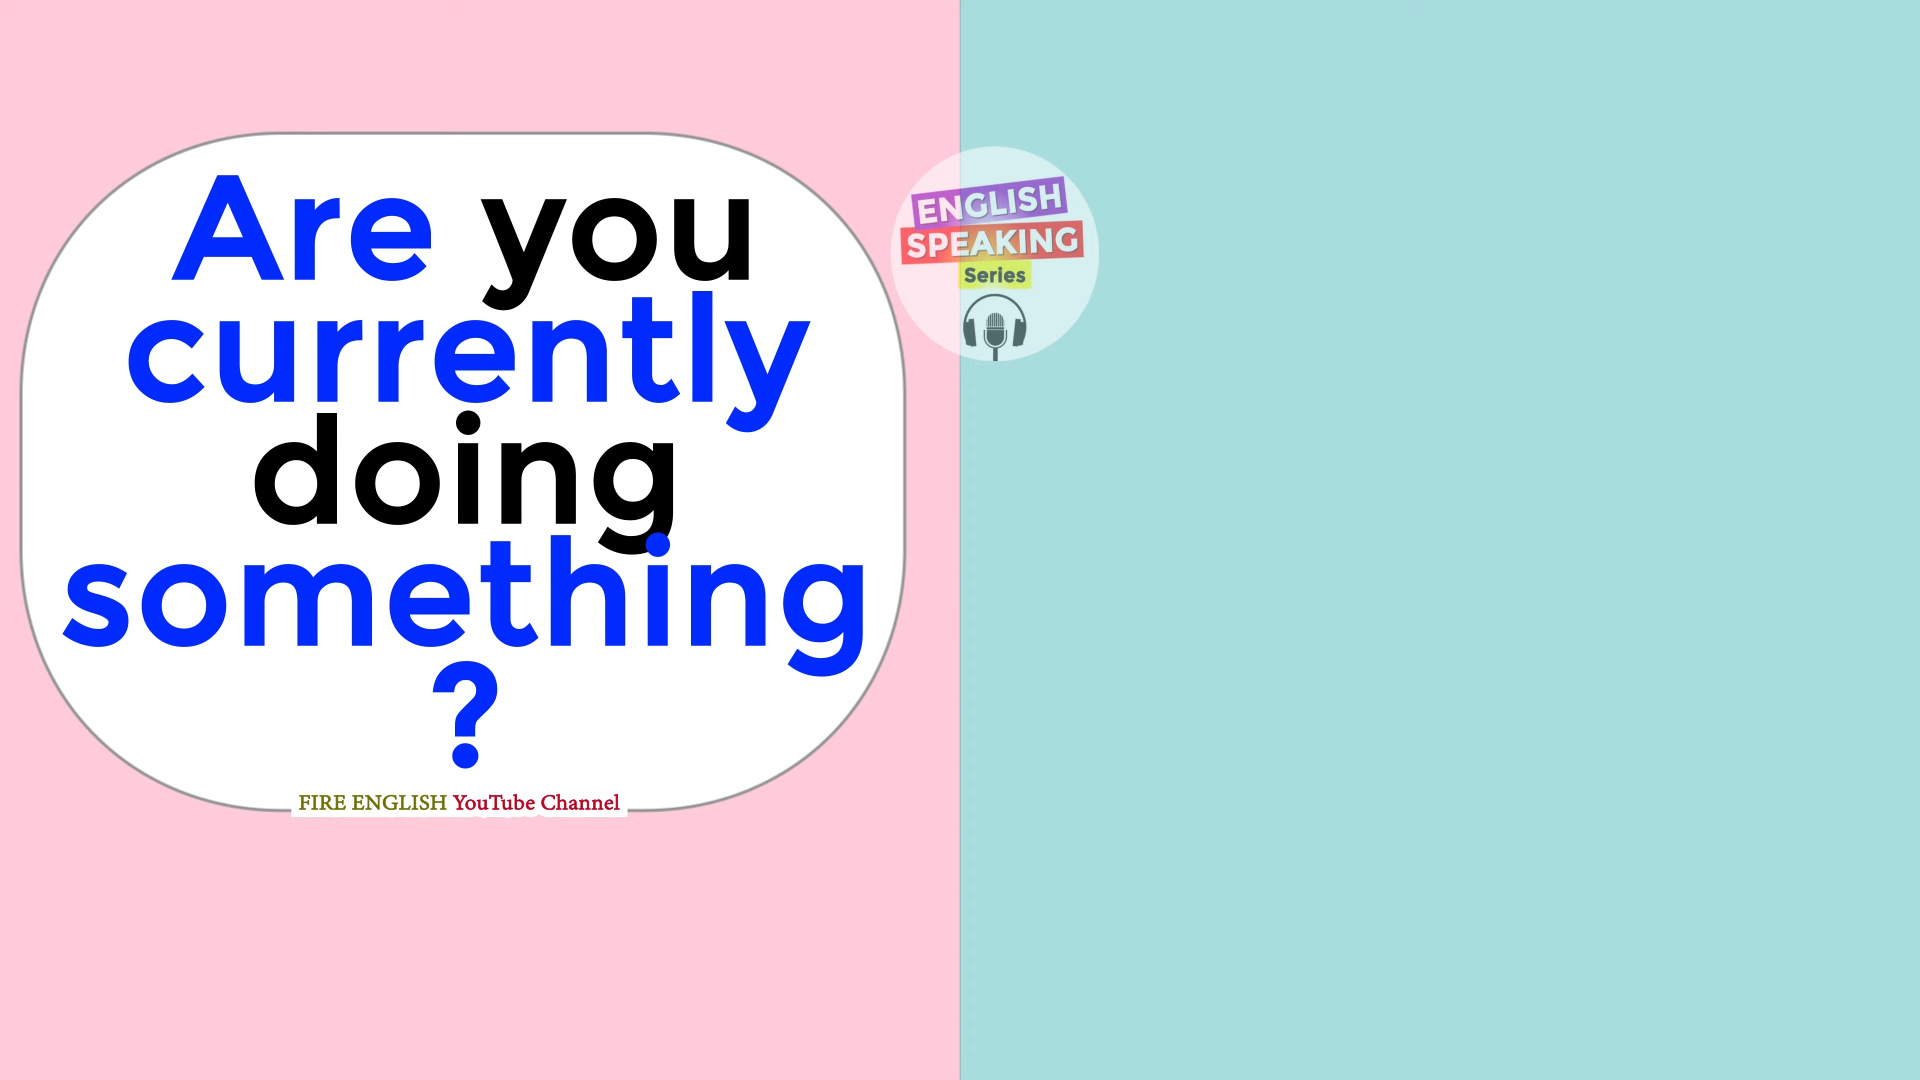 Are you
currently
doing
something
?
FIRE ENGLISH YouTube Channel
ENGLISH
SPEAKING
Series